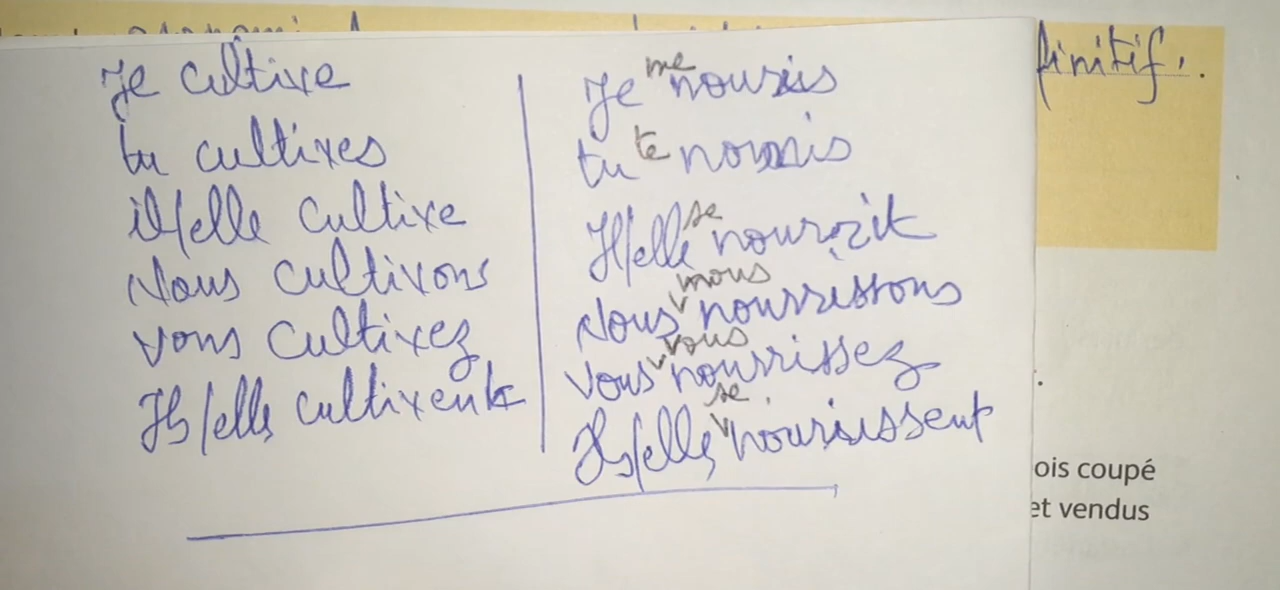 finitif.
Je cultive
tu cultives
il/elle cultive
Nous cultivons
vous cultivez
Ils/elles cultivent
Je me nourris
tu te nourris
Il/elle se nourrit
Nous nous nourrissons
Vous vous nourrissez
Ils/elles se nourrissent
ois coupé
et vendus